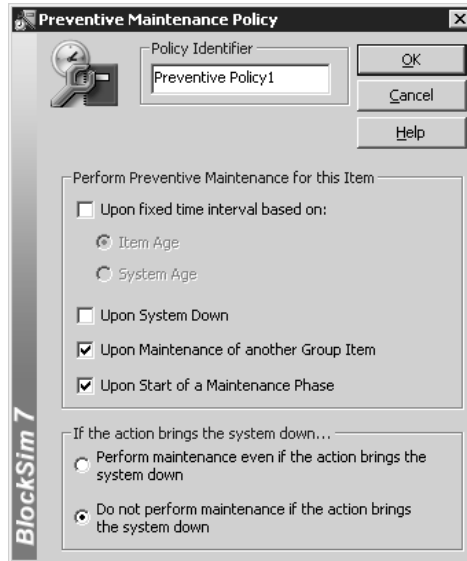 Preventive Maintenance Policy
Policy Identifier
Preventive Policy1
OK
Cancel
Help
Perform Preventive Maintenance for this Item
Upon fixed time interval based on:
Item Age
System Age
Upon System Down
Upon Maintenance of another Group Item
Upon Start of a Maintenance Phase
If the action brings the system down...
Perform maintenance even if the action brings the
system down
Do not perform maintenance if the action brings
the system down
BlockSim 7